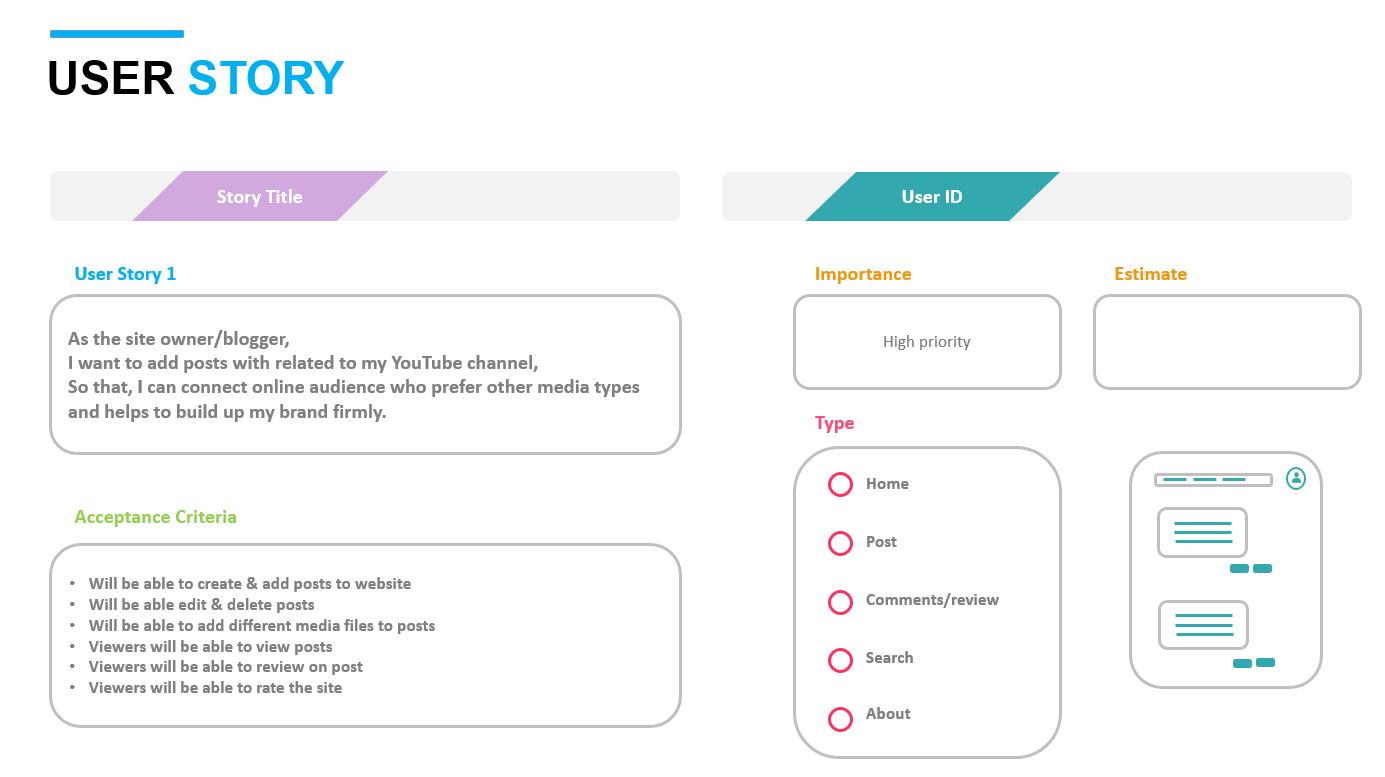 USER STORY
Story Title
User ID
User Story 1
As the site owner/blogger,
I want to add posts with related to my YouTube channel,
So that, I can connect online audience who prefer other media types
and helps to build up my brand firmly.
Acceptance Criteria
• Will be able to create & add posts to website
• Will be able edit & delete posts
• Will be able to add different media files to posts
• Viewers will be able to view posts
• Viewers will be able to review on post
• Viewers will be able to rate the site
Importance
High priority
Estimate
Type
Home
Post
Comments/review
Search
About